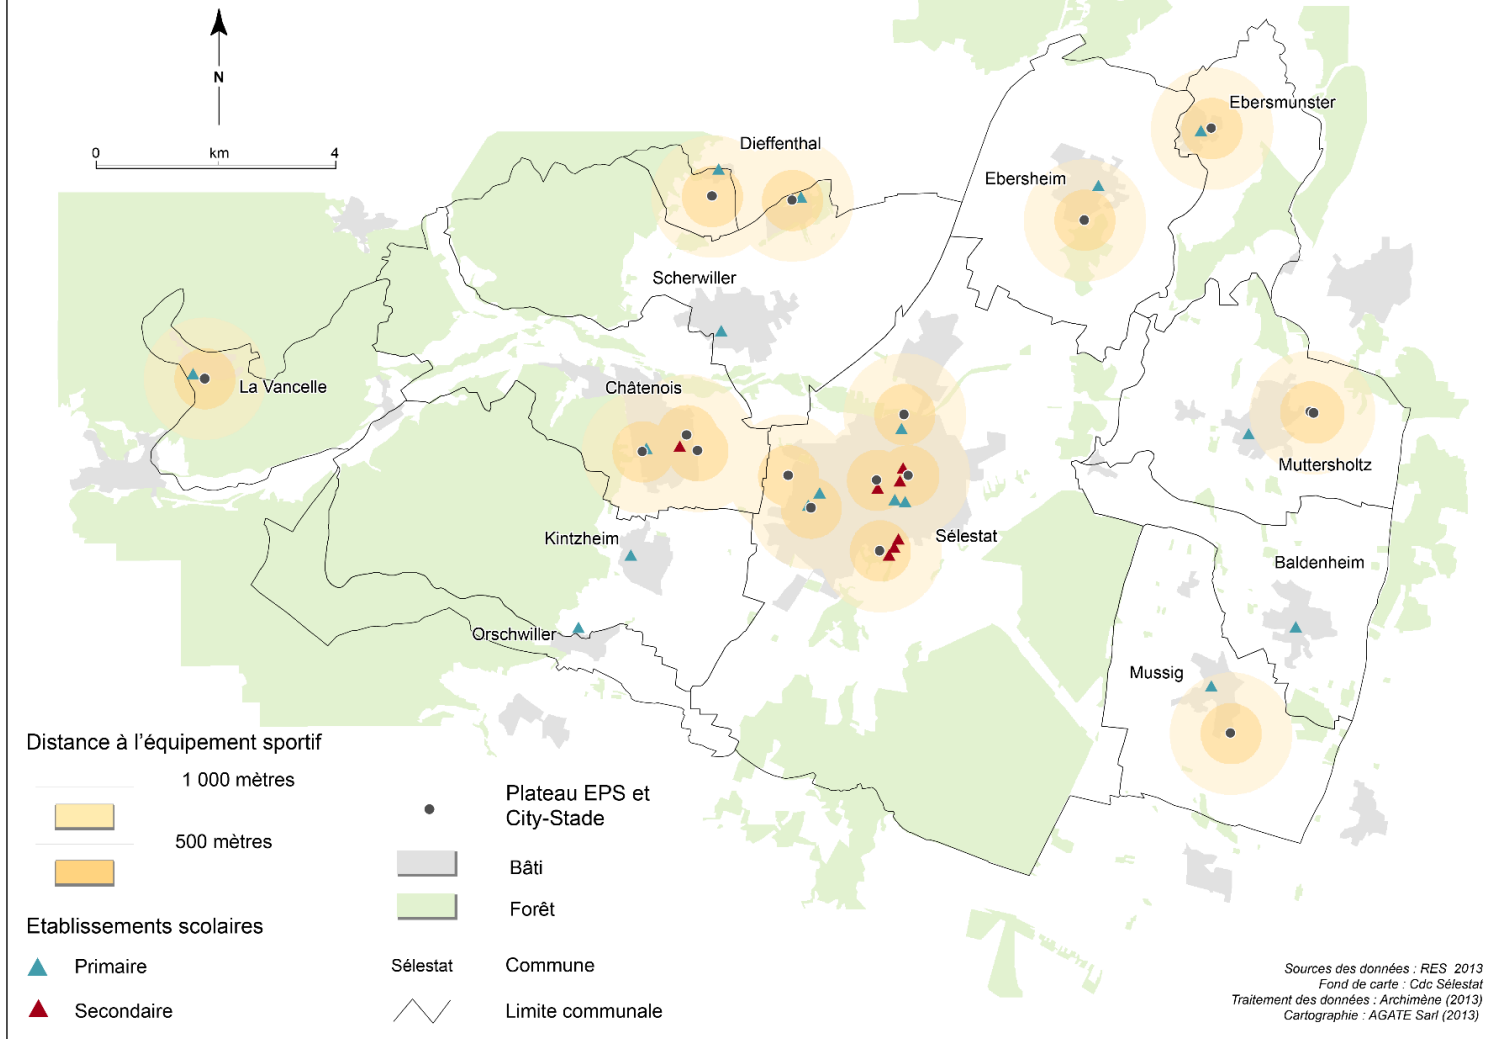 N
0 km 4
Ebersmunster
Dieffenthal
Ebersheim
Scherwiller
La Vancelle
Châtenois
Muttersholtz
Sélestat
Kintzheim
Baldenheim
Orschwiller
Mussig
Distance à l'équipement sportif
1 000 mètres
500 mètres
Etablissements scolaires
Primaire
Secondaire
Plateau EPS et
City-Stade
Bâti
Forêt
Sélestat Commune
Limite communale
Sources des données : RES 2013
Fond de carte : Cdc Sélestat
Traitement des données : Archimène (2013)
Cartographie : AGATE Sarl (2013)